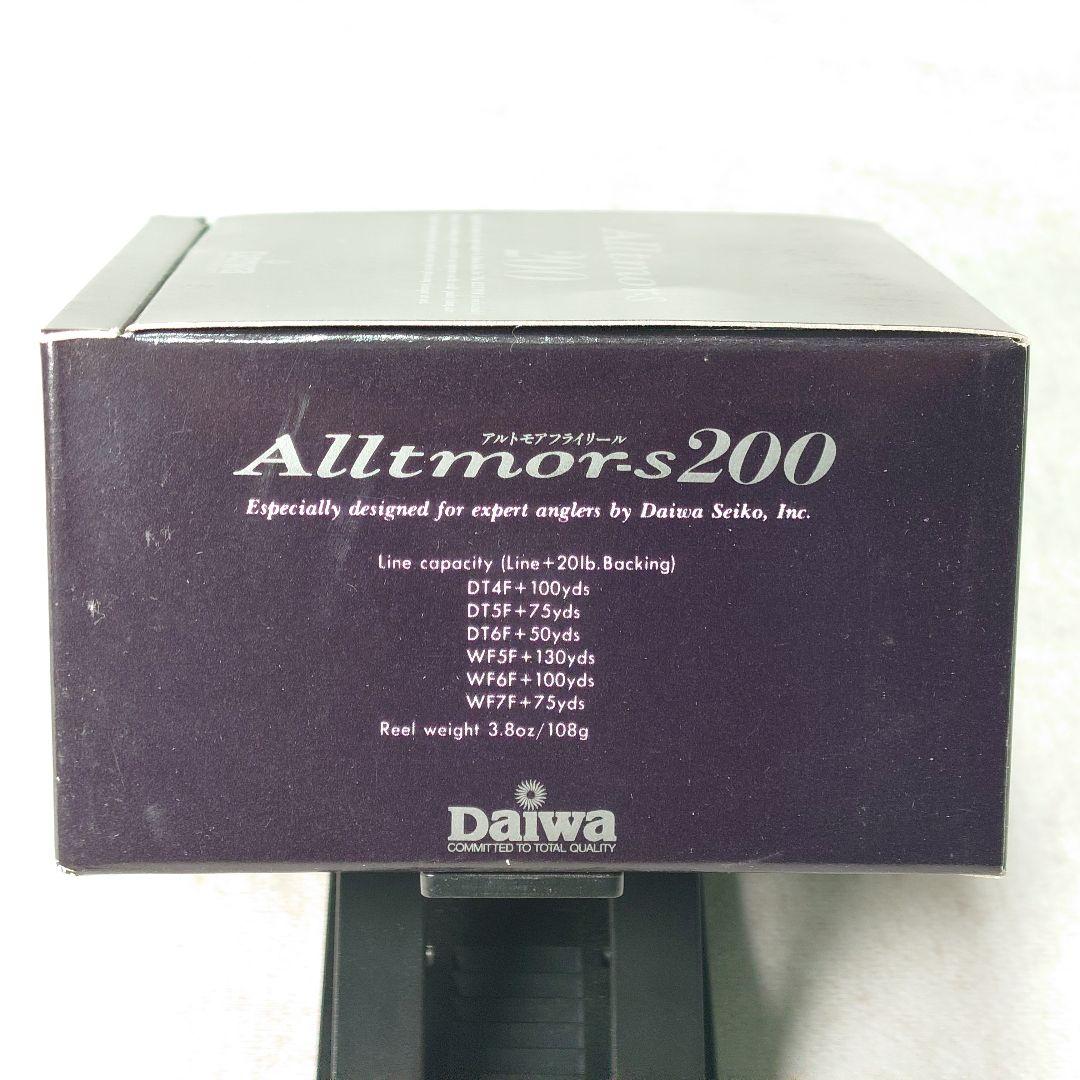 Alltmor-s
200
アルトモアフライリール
Alltmor-s200
Especially designed for expert anglers by Daiwa Seiko, Inc.
Line capacity (Line+20lb.Backing)
DT4F+100yds
DT5F+75yds
DT6F+50yds
WF5F+130yds
WF6F+100yds
WF7F+75yds
Reel weight 3.8oz/108g
Daiwa
COMMITTED TO TOTAL QUALITY